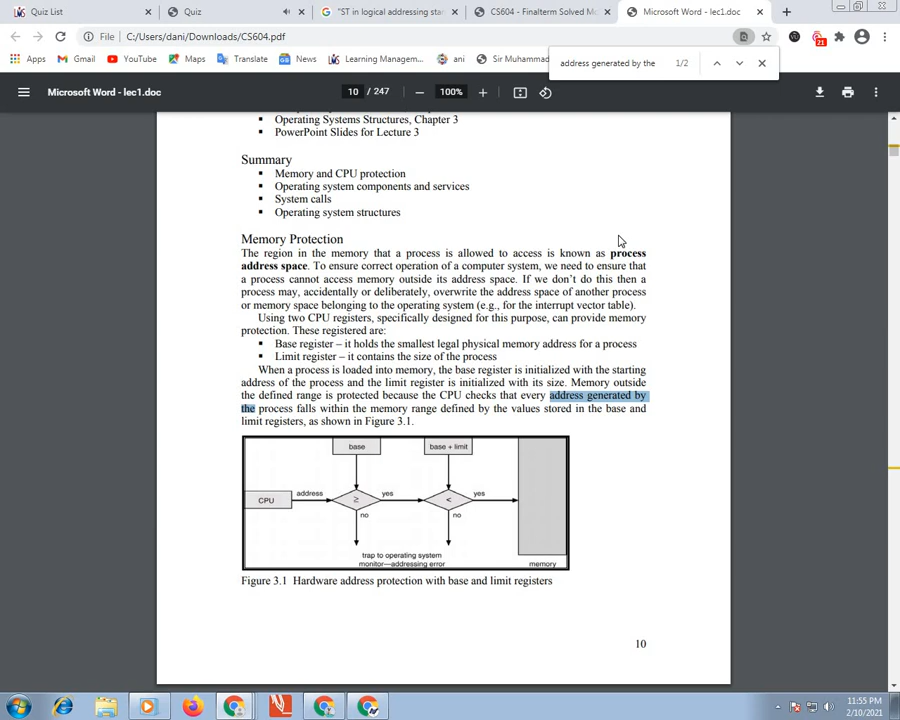 Quiz List
Quiz
"ST in logical addressing sta
CS604 - Finalterm Solved M
Microsoft Word - lec1.doc
File
C:/Users/dani/Downloads/CS604.pdf
21
Apps
Gmail
YouTube
Maps
Translate
News
Learning Managem...
ani
Sir Muhammad
address generated by the
1/2
Microsoft Word - lec1.doc
10 / 247
100%
Operating Systems Structures, Chapter 3
PowerPoint Slides for Lecture 3
Summary
Memory and CPU protection
Operating system components and services
System calls
Operating system structures
Memory Protection
The region in the memory that a process is allowed to access is known as process
address space. To ensure correct operation of a computer system, we need to ensure that
a process cannot access memory outside its address space. If we don't do this then a
process may, accidentally or deliberately, overwrite the address space of another process
or memory space belonging to the operating system (e.g., for the interrupt vector table).
Using two CPU registers, specifically designed for this purpose, can provide memory
protection. These registered are:
Base register – it holds the smallest legal physical memory address for a process
Limit register – it contains the size of the process
When a process is loaded into memory, the base register is initialized with the starting
address of the process and the limit register is initialized with its size. Memory outside
the defined range is protected because the CPU checks that every address generated by
the process falls within the memory range defined by the values stored in the base and
limit registers, as shown in Figure 3.1.
base
base + limit
CPU
address
≥
yes
<
yes
no
no
trap to operating system
monitor—addressing error
memory
Figure 3.1 Hardware address protection with base and limit registers
10
11:55 PM
2/10/2021